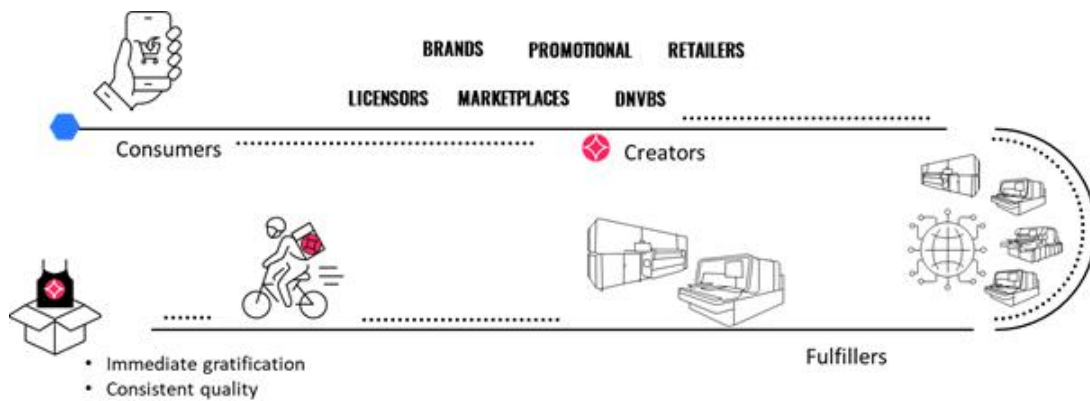 BRANDS PROMOTIONAL RETAILERS
LICENSORS MARKETPLACES DNVBS
Consumers Creators
Fulfillers
• Immediate gratification
• Consistent quality